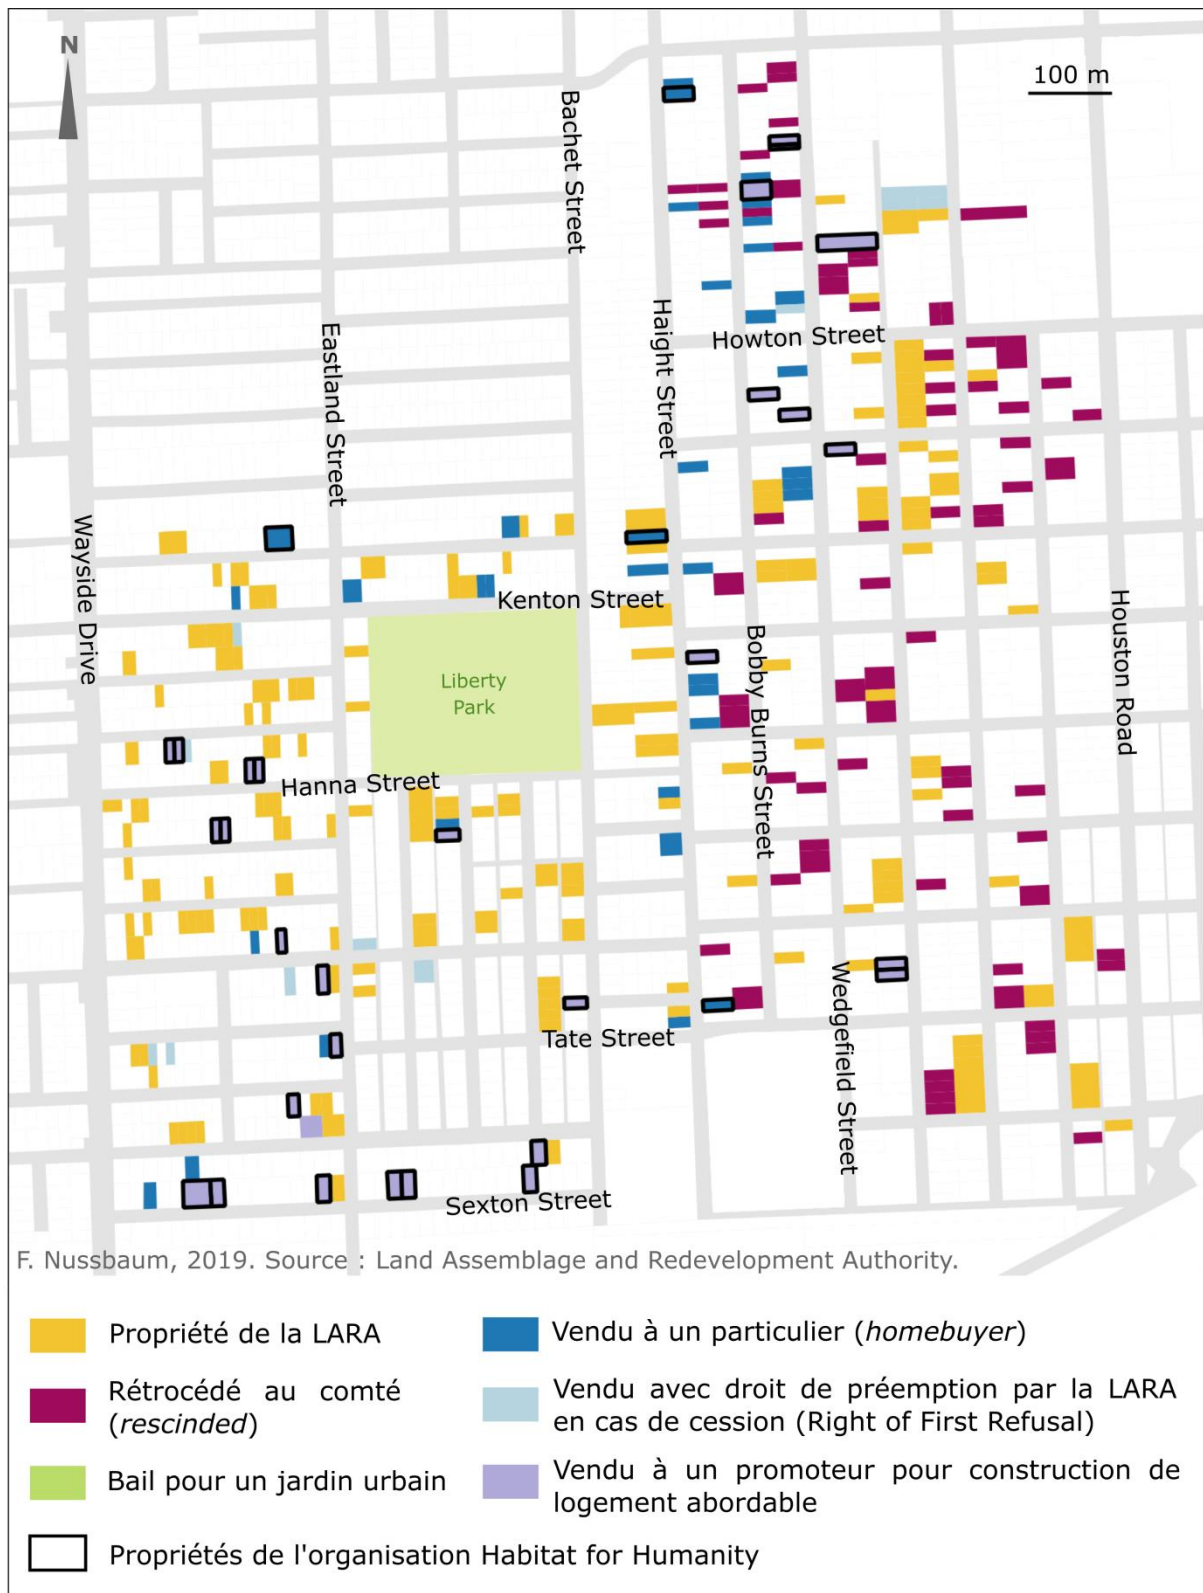 N
100 m
Bachet Street
Haight Street
Eastland Street
Howton Street
Wayside Drive
Kenton Street
Houston Road
Bobby Burns Street
Liberty
Park
Hanna Street
Tate Street
Wedgefield Street
Sexton Street
F. Nussbaum, 2019. Source : Land Assemblage and Redevelopment Authority.
Propriété de la LARA
Rétrocédé au comté
(rescinded)
Bail pour un jardin urbain
Vendu à un particulier (homebuyer)
Vendu avec droit de préemption par la LARA
en cas de cession (Right of First Refusal)
Vendu à un promoteur pour construction de
logement abordable
Propriétés de l'organisation Habitat for Humanity